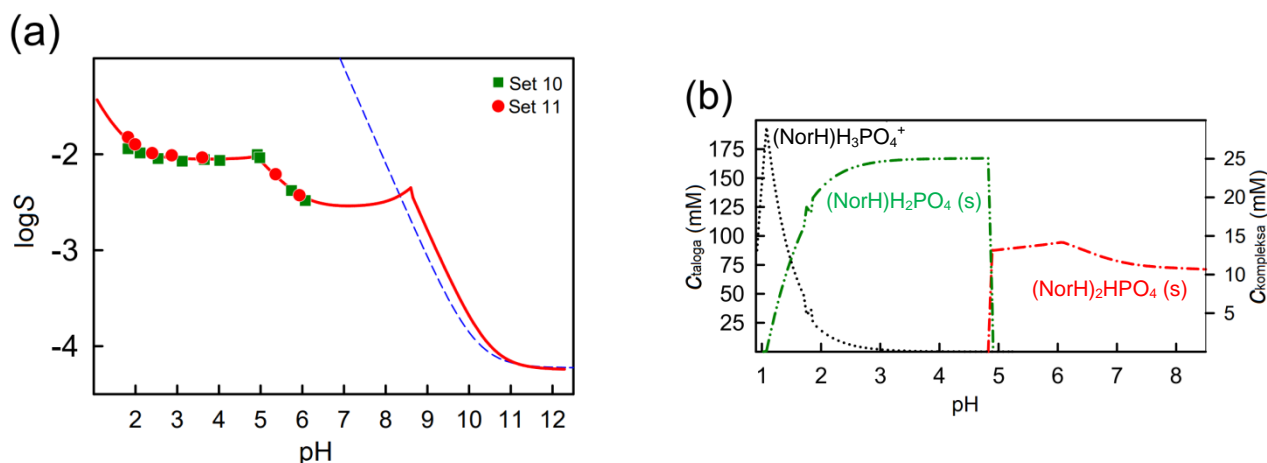 (a)
logS
-2
-3
-4
Set 10
Set 11
2 3 4 5 6 7 8 9 10 11 12
pH
(b)
Cтaloga (mM)
175
150
125
100
75
50
25
(NorH)H₃PO₄⁺
(NorH)H₂PO₄ (s)
(NorH)₂HPO₄ (s)
25
20
15
10
5
Ckompleksa (mM)
1 2 3 4 5 6 7 8
pH